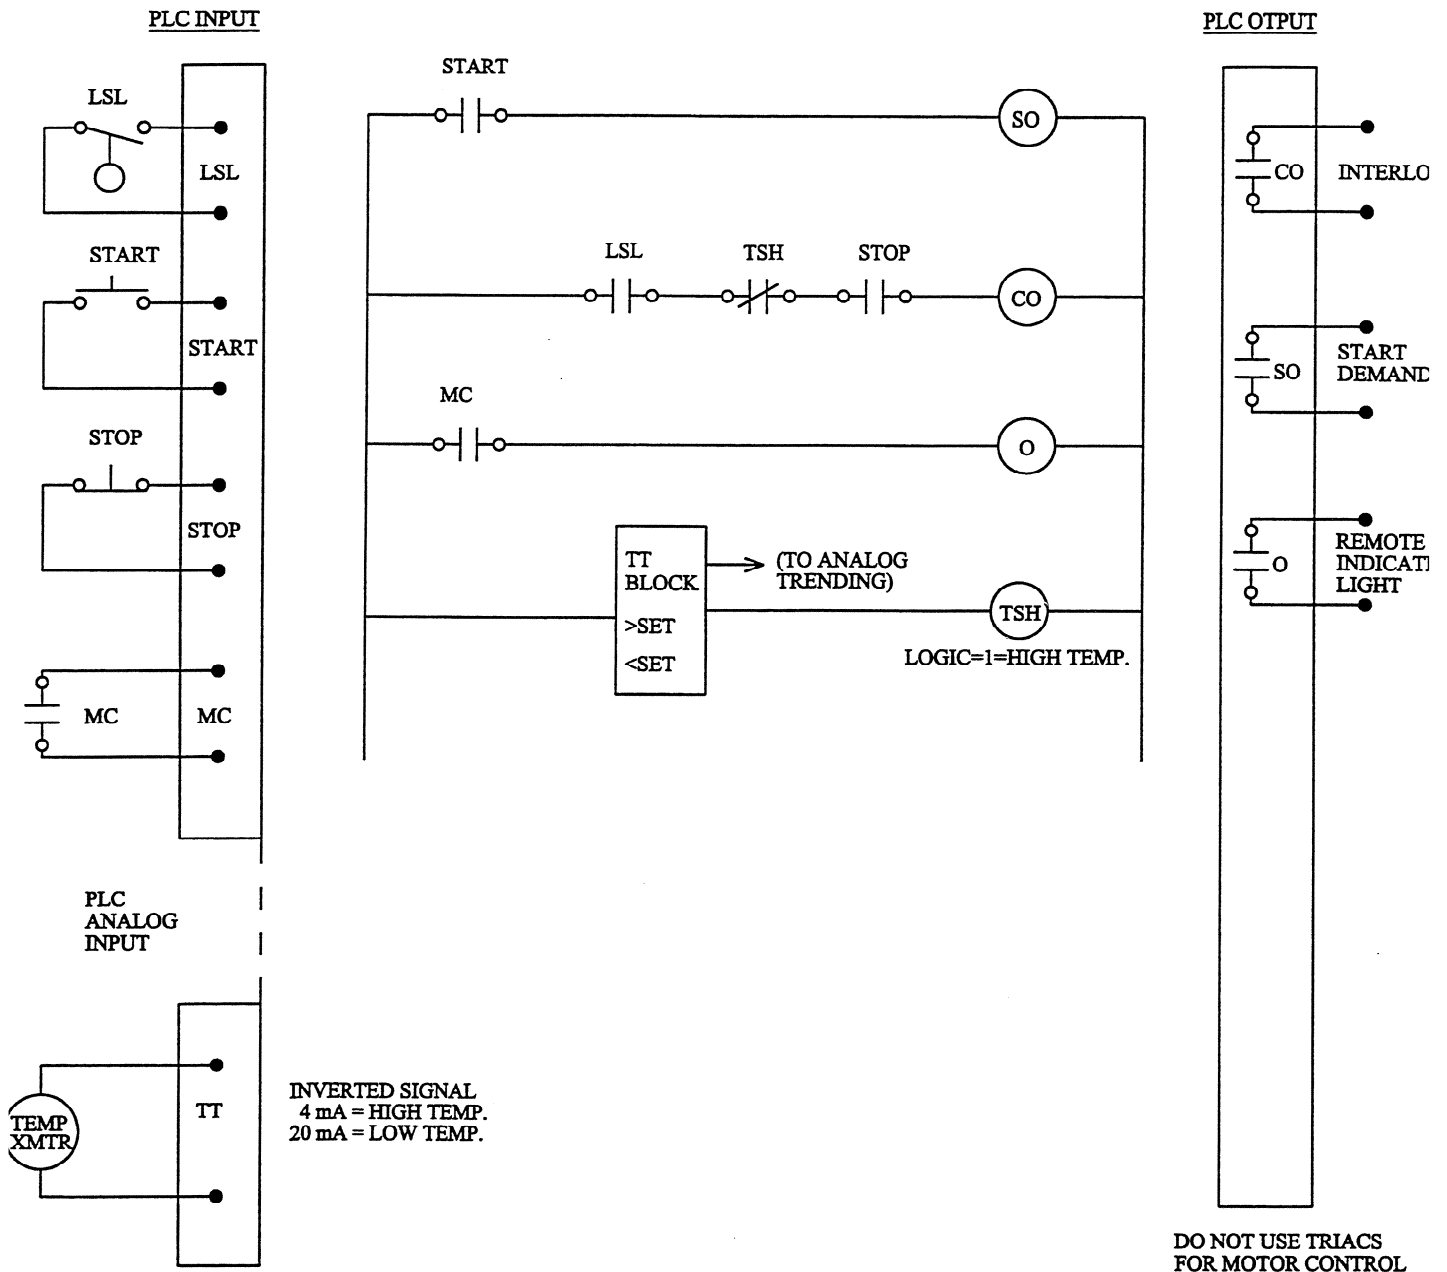 PLC INPUT
PLC OTPUT
START
LSL
SO
LSL
CO
INTERLO
START
LSL
TSH
STOP
CO
START
START
DEMAND
SO
MC
STOP
O
STOP
TT
BLOCK
(TO ANALOG
TRENDING)
REMOTE
INDICATI
LIGHT
O
>SET
<SET
TSH
LOGIC=1=HIGH TEMP.
MC
MC
PLC
ANALOG
INPUT
TEMP
XMTR
TT
INVERTED SIGNAL
4 mA = HIGH TEMP.
20 mA = LOW TEMP.
DO NOT USE TRIACS
FOR MOTOR CONTROL